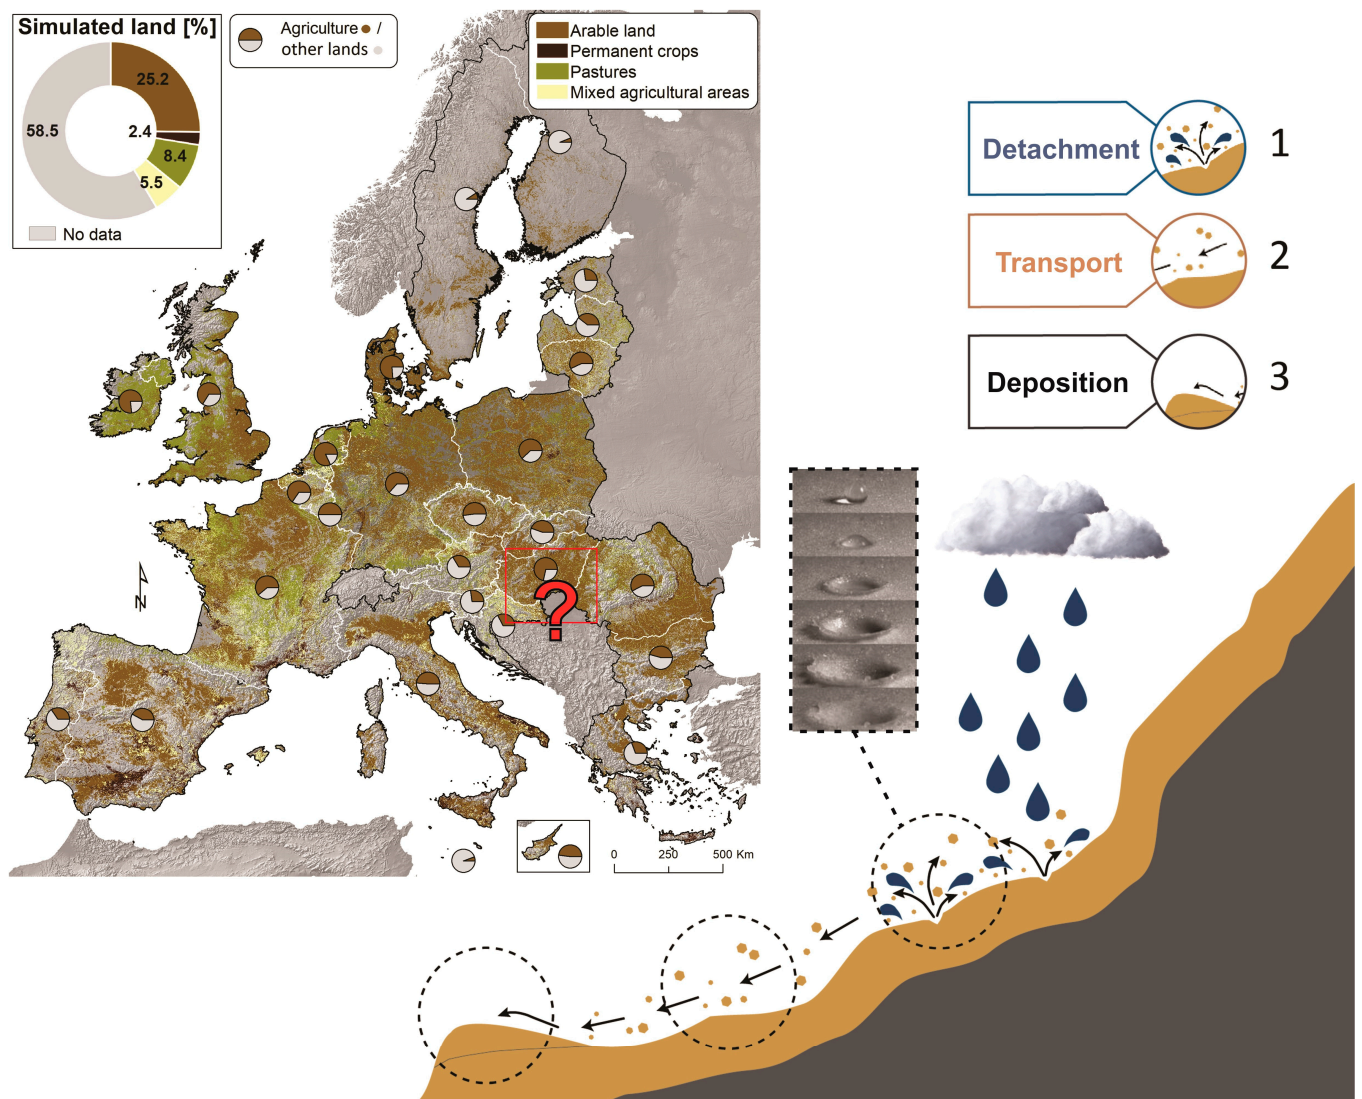 Simulated land [%]
25.2
58.5
2.4
8.4
5.5
No data
Agriculture /
other lands
Arable land
Permanent crops
Pastures
Mixed agricultural areas
N
?
0 250 500 Km
Detachment 1
Transport 2
Deposition 3